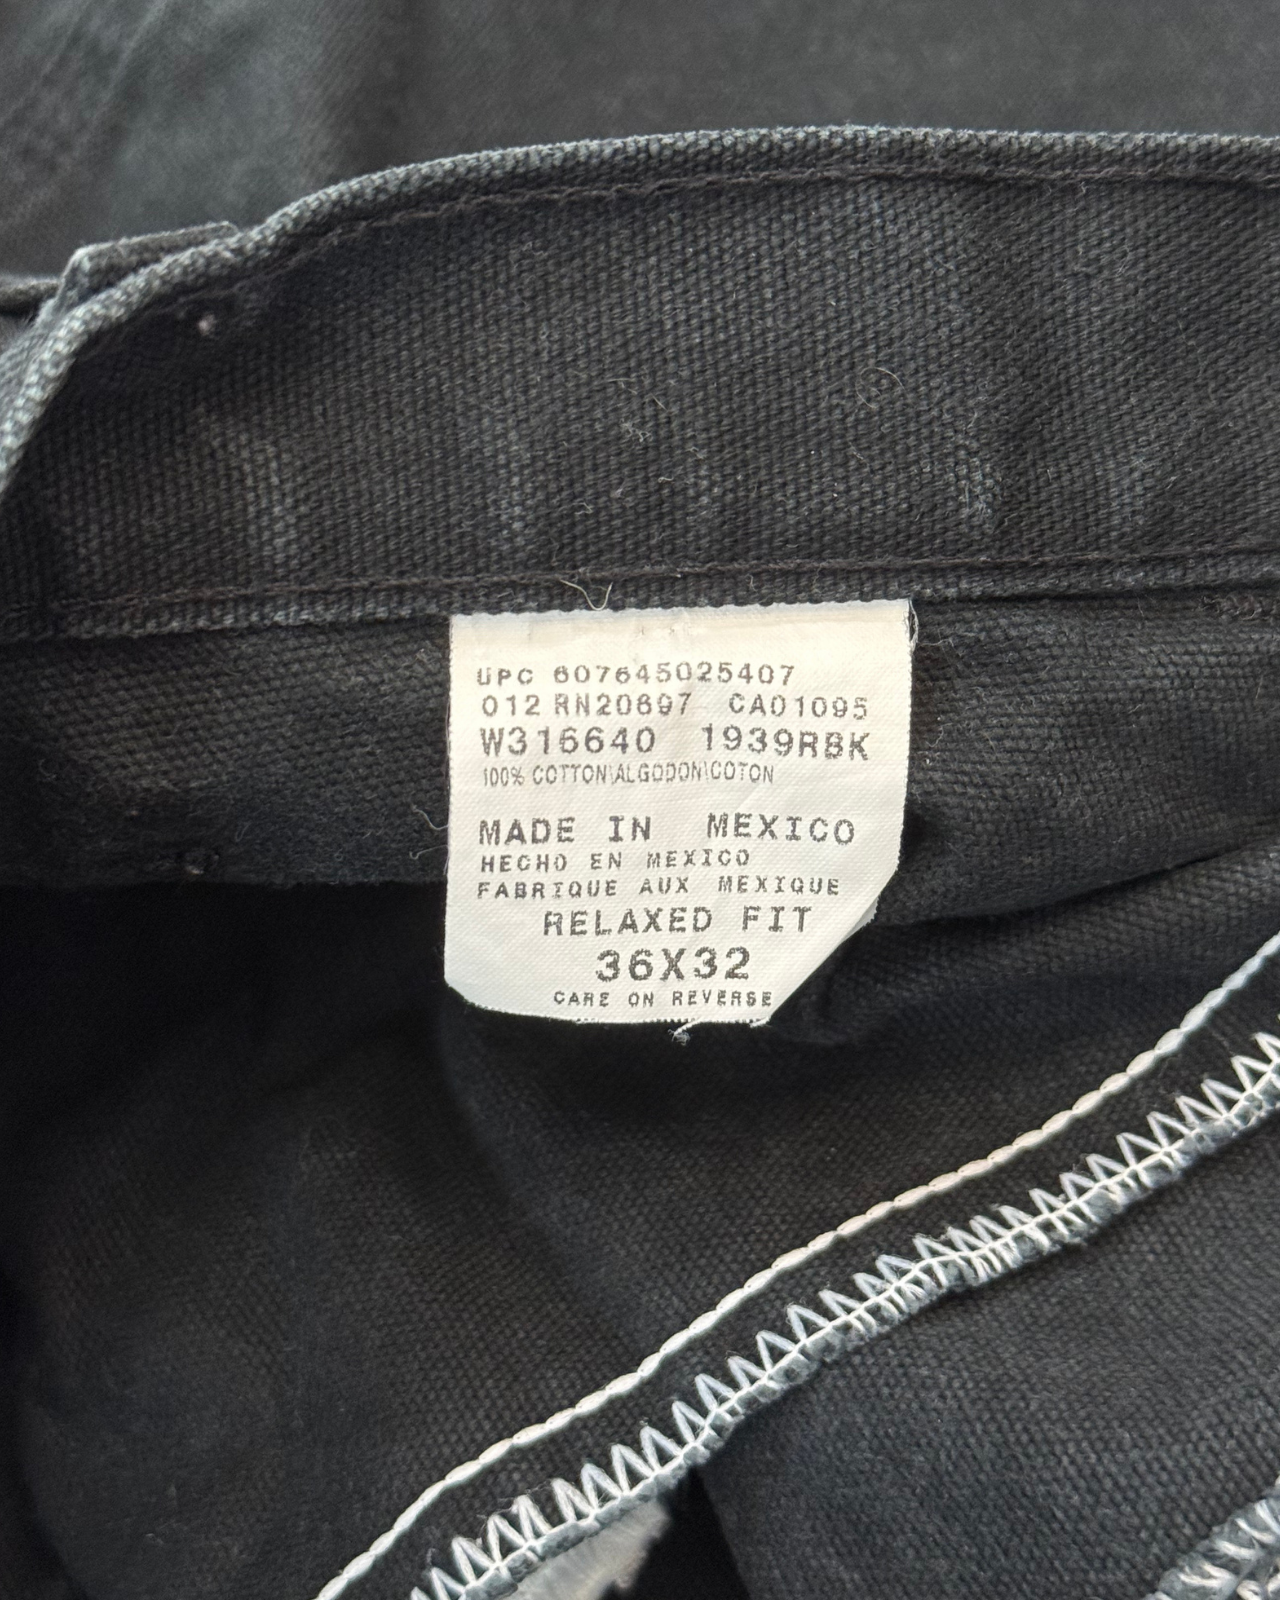 UPC 607645025407
012 RN20697 CA01095
W316640 1939RBK
100% COTTON\ALGODON\COTON
MADE IN MEXICO
HECHO EN MEXICO
FABRIQUE AUX MEXIQUE
RELAXED FIT
36X32
CARE ON REVERSE